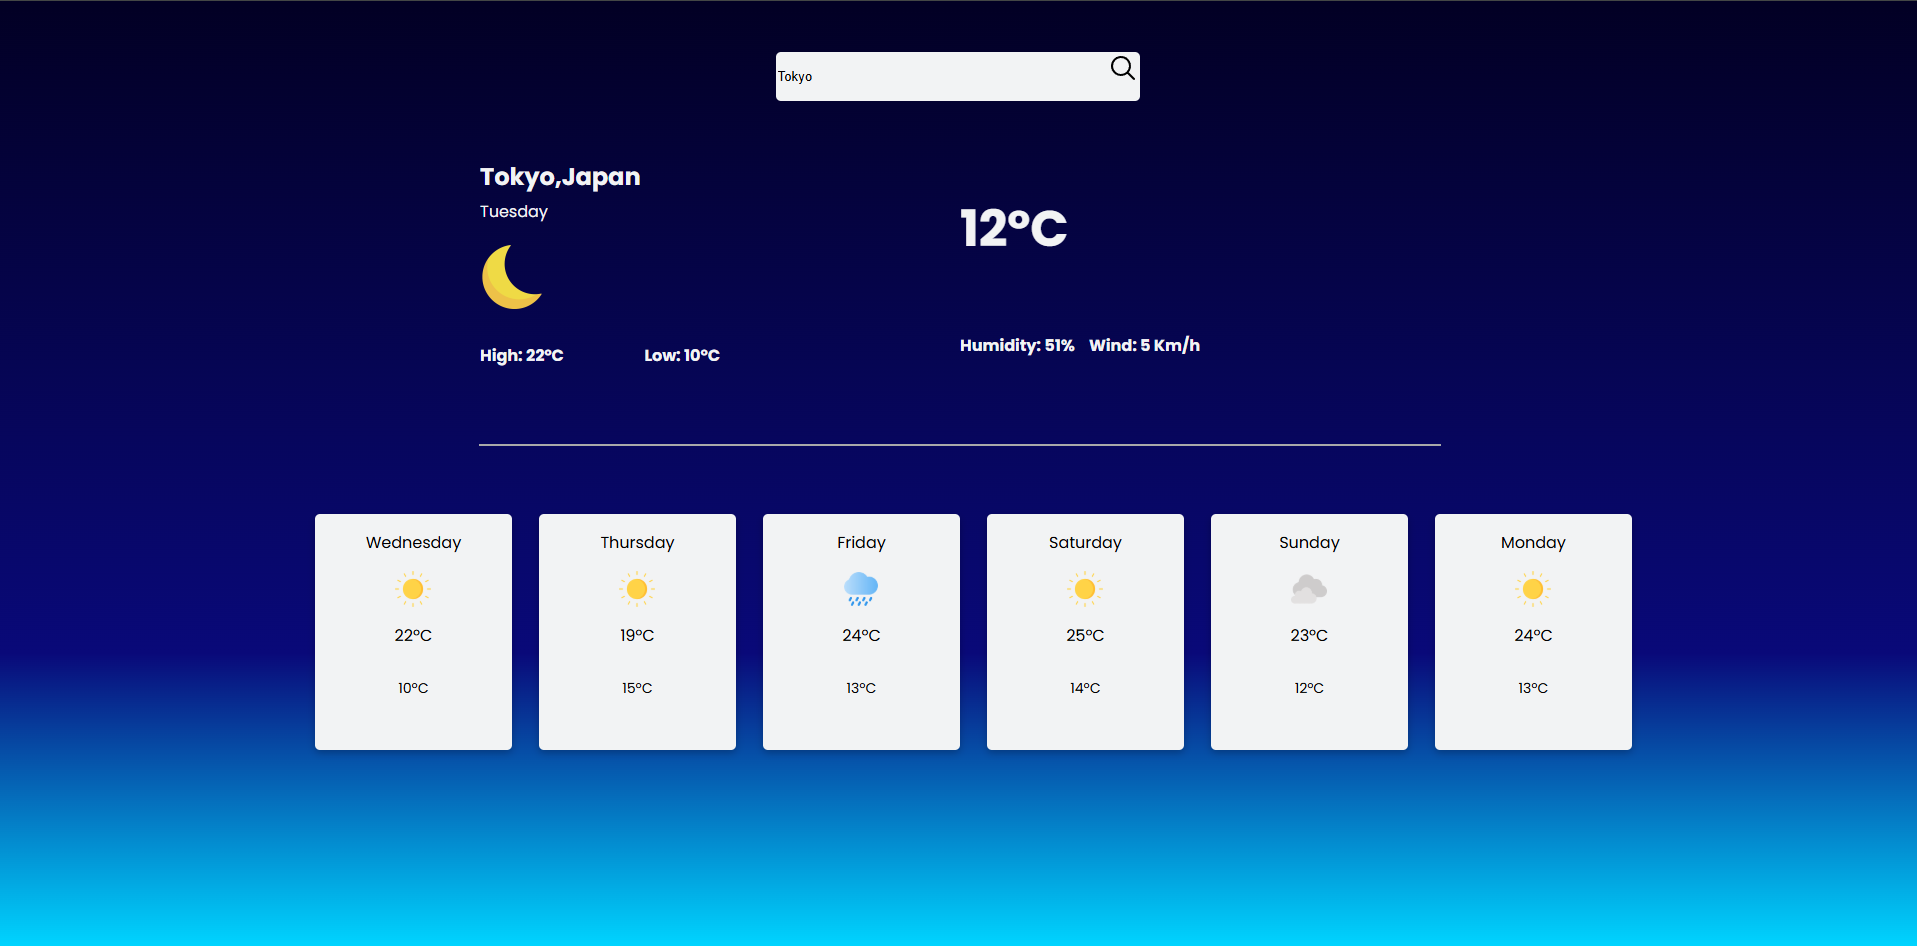 Tokyo
Tokyo,Japan
Tuesday
12°C
High: 22°C Low: 10°C
Humidity: 51% Wind: 5 Km/h
Wednesday
22°C
10°C
Thursday
19°C
15°C
Friday
24°C
13°C
Saturday
25°C
14°C
Sunday
23°C
12°C
Monday
24°C
13°C